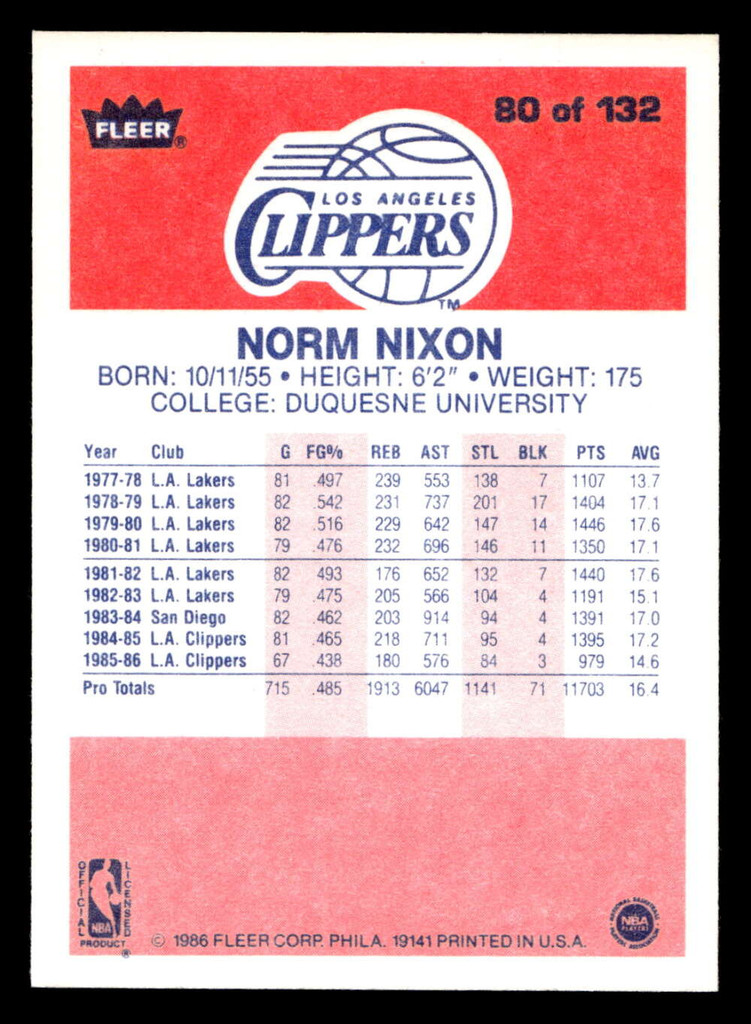 FLEER®
80 of 132
LOS ANGELES
CLIPPERS
TM
NORM NIXON
BORN: 10/11/55 • HEIGHT: 6'2" • WEIGHT: 175
COLLEGE: DUQUESNE UNIVERSITY
Year Club G FG% REB AST STL BLK PTS AVG
1977-78 L.A. Lakers 81 .497 239 553 138 7 1107 13.7
1978-79 L.A. Lakers 82 .542 231 737 201 17 1404 17.1
1979-80 L.A. Lakers 82 .516 229 642 147 14 1446 17.6
1980-81 L.A. Lakers 79 .476 232 696 146 11 1350 17.1
1981-82 L.A. Lakers 82 .493 176 652 132 7 1440 17.6
1982-83 L.A. Lakers 79 .475 205 566 104 4 1191 15.1
1983-84 San Diego 82 .462 203 914 94 4 1391 17.0
1984-85 L.A. Clippers 81 .465 218 711 95 4 1395 17.2
1985-86 L.A. Clippers 67 .438 180 576 84 3 979 14.6
Pro Totals 715 .485 1913 6047 1141 71 11703 16.4
OFFICIAL
LICENSED
NBA
PRODUCT®
© 1986 FLEER CORP. PHILA. 19141 PRINTED IN U.S.A.
NATIONAL BASKETBALL
NBA
PLAYERS
PLAYERS ASSOCIATION